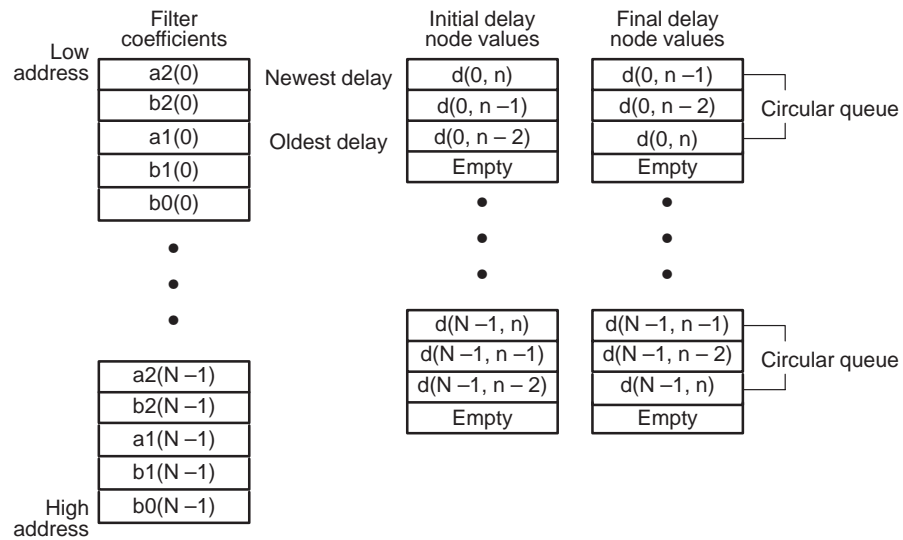 Filter
coefficients
Initial delay
node values
Final delay
node values
Low
address
a2(0)
b2(0)
a1(0)
b1(0)
b0(0)
Newest delay
Oldest delay
d(0, n)
d(0, n –1)
d(0, n – 2)
Empty
d(0, n –1)
d(0, n – 2)
d(0, n)
Empty
Circular queue
a2(N –1)
b2(N –1)
a1(N –1)
b1(N –1)
b0(N –1)
High
address
d(N –1, n)
d(N –1, n –1)
d(N –1, n – 2)
Empty
d(N –1, n –1)
d(N –1, n – 2)
d(N –1, n)
Empty
Circular queue